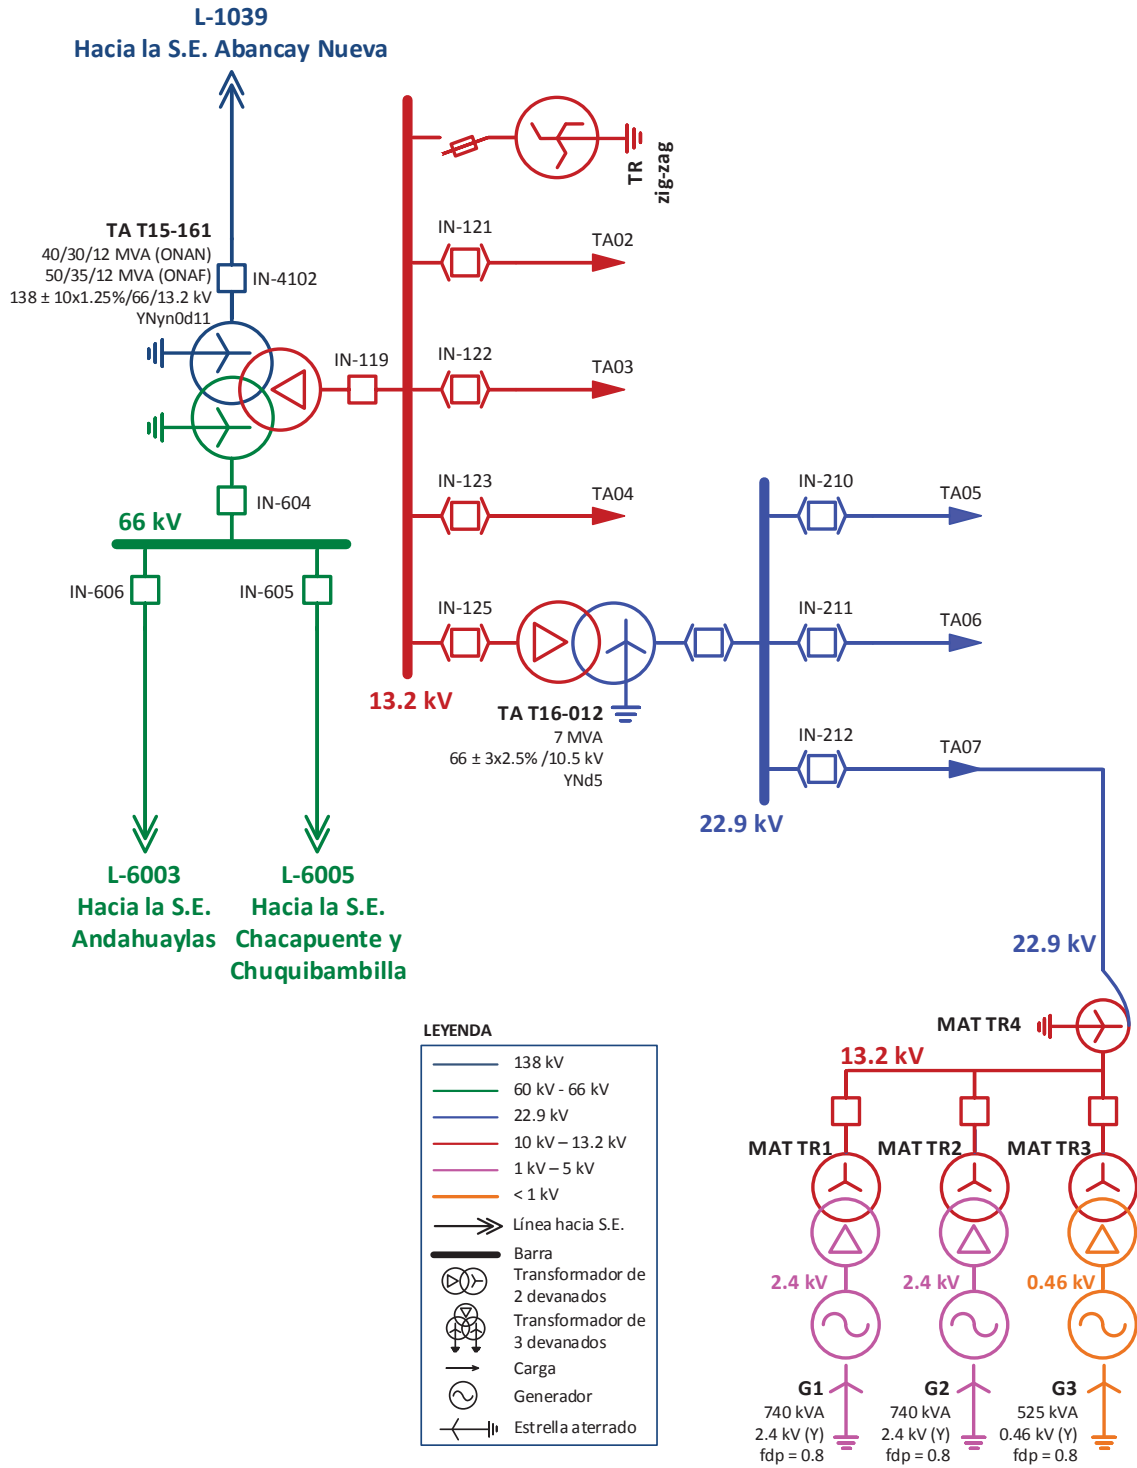 L-1039
Hacia la S.E. Abancay Nueva
TR
zig-zag
TA T15-161
40/30/12 MVA (ONAN)
50/35/12 MVA (ONAF)
138 ± 10x1.25%/66/13.2 kV
YNyn0d11
IN-4102
IN-119
IN-121
TA02
IN-122
TA03
IN-123
TA04
IN-125
13.2 kV
IN-604
66 kV
IN-606
IN-605
L-6003
Hacia la S.E.
Andahuaylas
L-6005
Hacia la S.E.
Chacapuente y
Chuquibambilla
TA T16-012
7 MVA
66 ± 3x2.5% /10.5 kV
YNd5
IN-210
TA05
IN-211
TA06
IN-212
TA07
22.9 kV
22.9 kV
MAT TR4
13.2 kV
MAT TR1
MAT TR2
MAT TR3
2.4 kV
2.4 kV
0.46 kV
G1
740 kVA
2.4 kV (Y)
fdp = 0.8
G2
740 kVA
2.4 kV (Y)
fdp = 0.8
G3
525 kVA
0.46 kV (Y)
fdp = 0.8
LEYENDA
138 kV
60 kV - 66 kV
22.9 kV
10 kV – 13.2 kV
1 kV – 5 kV
< 1 kV
Línea hacia S.E.
Barra
Transformador de
2 devanados
Transformador de
3 devanados
Carga
Generador
Estrella aterrado